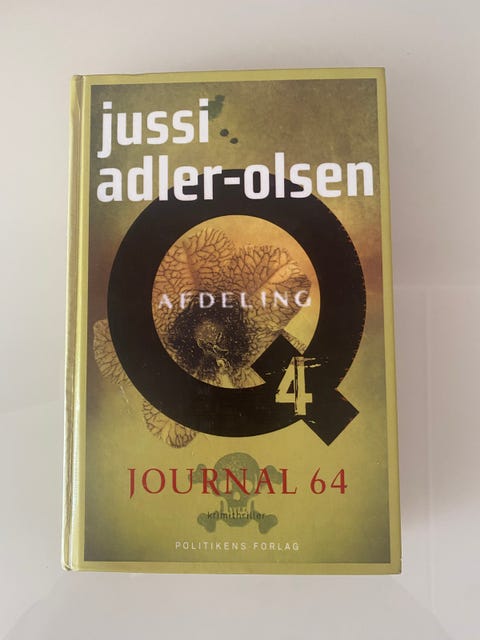 jussi
adler-olsen
Q
AFDELING
4
JOURNAL 64
krimithriller
POLITIKENS FORLAG